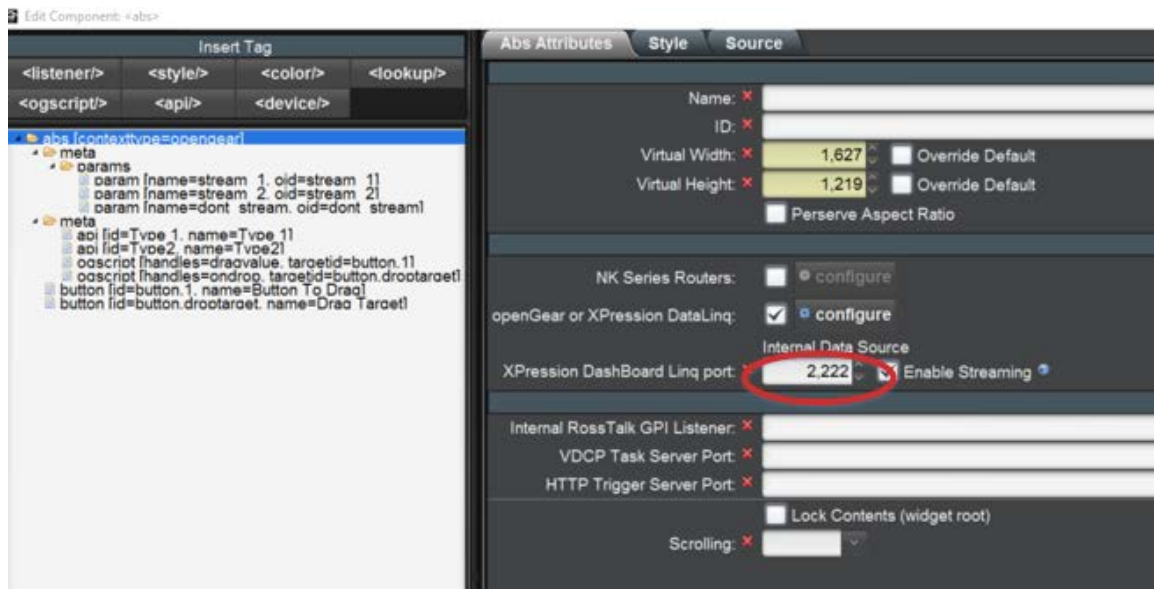 Edit Component: <abs>
Insert Tag
<listener/> <style/> <color/> <lookup/>
<ogscript/> <api/> <device/>
abs [contexttype=opengear]
meta
params
param [name=stream_1, oid=stream_1]
param [name=stream_2, oid=stream_2]
param [name=dont_stream, oid=dont_stream]
meta
api [id=Type_1, name=Type_1]
api [id=Type2, name=Type2]
ogscript [handles=dragvalue, targetid=button.1]
ogscript [handles=ondrop, targetid=button.droptarget]
button [id=button.1, name=Button To Drag]
button [id=button.droptarget, name=Drag Target]
Abs Attributes Style Source
Name:
ID:
Virtual Width: 1,627 Override Default
Virtual Height: 1,219 Override Default
Perserve Aspect Ratio
NK Series Routers: configure
openGear or XPression DataLinq: configure
Internal Data Source
XPression DashBoard Linq port: 2,222 Enable Streaming
Internal RossTalk GPI Listener:
VDCP Task Server Port:
HTTP Trigger Server Port:
Lock Contents (widget root)
Scrolling: